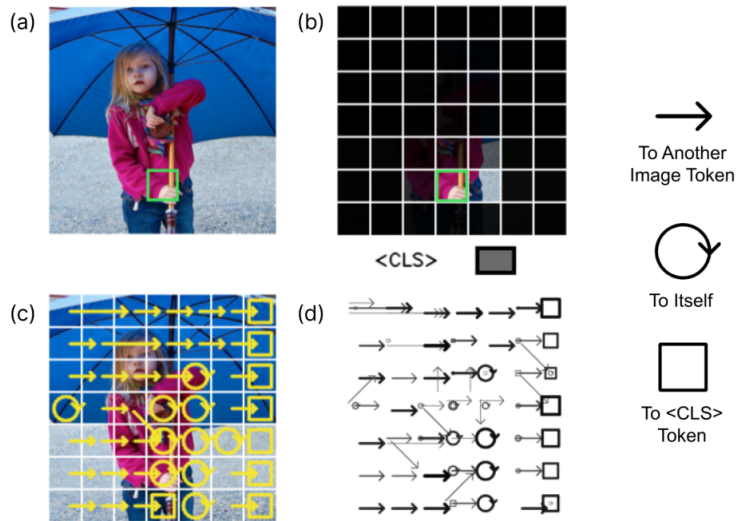 (a)
(b)
To Another
Image Token
<CLS>
To Itself
(c)
(d)
To <CLS>
Token